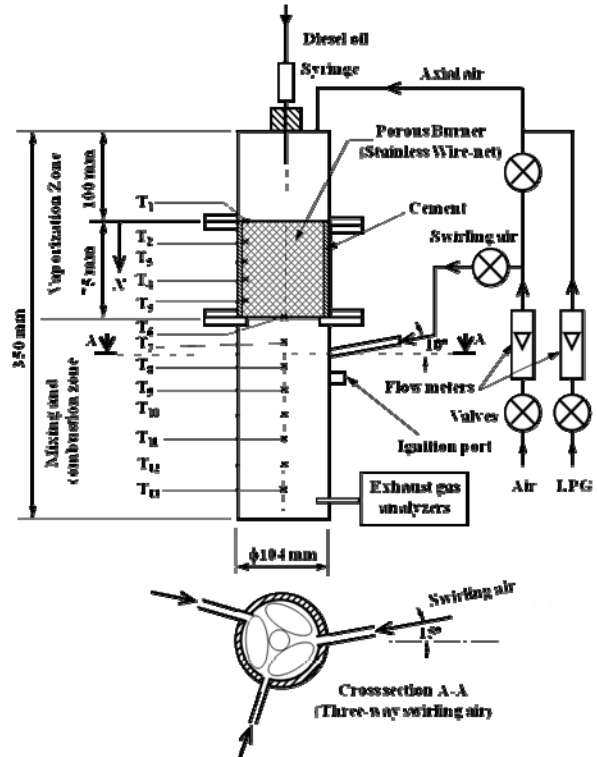 Diesel oil
Syringe
Axial air
Porous Burner
(Stainless Wire-net)
Cement
Swirling air
Vaporization Zone
100 mm
75 mm
X
350 mm
Mixing and
combustion zone
T1
T2
T3
T4
T5
T6
T7
T8
T9
T10
T11
T12
T13
A
A
10°
Flow meters
Valves
Ignition port
Air
LPG
Exhaust gas
analyzers
ϕ104 mm
Swirling air
15°
Crosssection A-A
(Three-way swirling air)